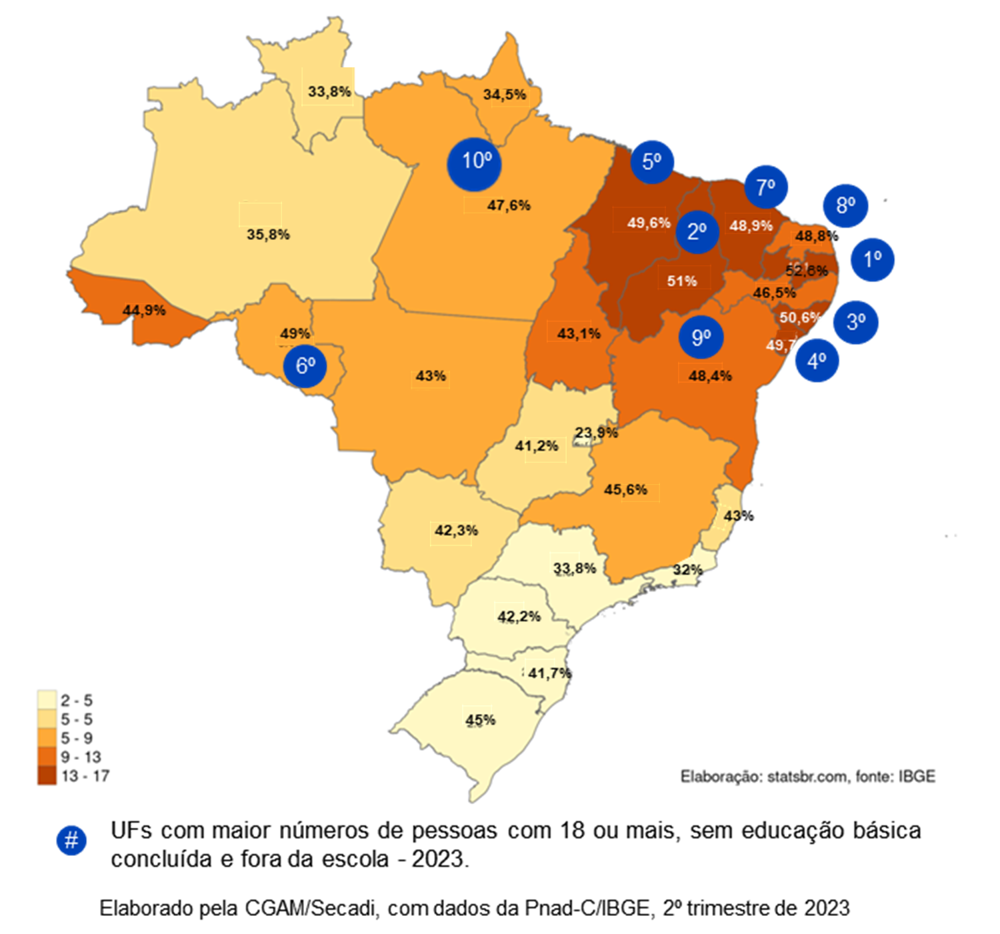 33,8%
34,5%
10º
5º
7º
8º
47,6%
49,6%
2º
48,9%
48,8%
35,8%
1º
52,6%
51%
46,5%
44,9%
50,6%
3º
49%
43,1%
9º
49,7
4º
6º
43%
48,4%
23,9%
41,2%
45,6%
43%
42,3%
33,8%
32%
42,2%
41,7%
45%
2 - 5
5 - 5
5 - 9
9 - 13
13 - 17
Elaboração: statsbr.com, fonte: IBGE
# UFs com maior números de pessoas com 18 ou mais, sem educação básica
concluída e fora da escola - 2023.
Elaborado pela CGAM/Secadi, com dados da Pnad-C/IBGE, 2º trimestre de 2023